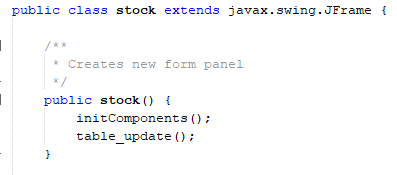 public class stock extends javax.swing.JFrame {
/**
* Creates new form panel
*/
public stock() {
initComponents();
table_update();
}